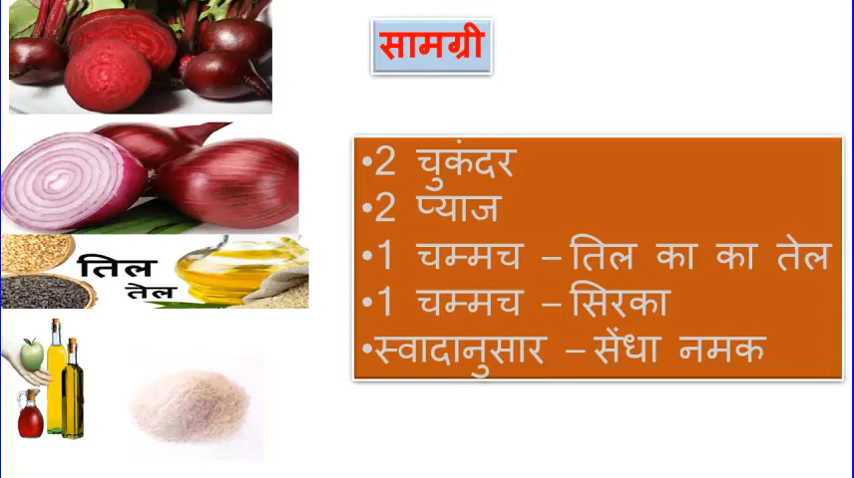 सामग्री
•2 चुकंदर
•2 प्याज
•1 चम्मच – तिल का का तेल
•1 चम्मच – सिरका
•स्वादानुसार – सेंधा नमक
तिल
तेल